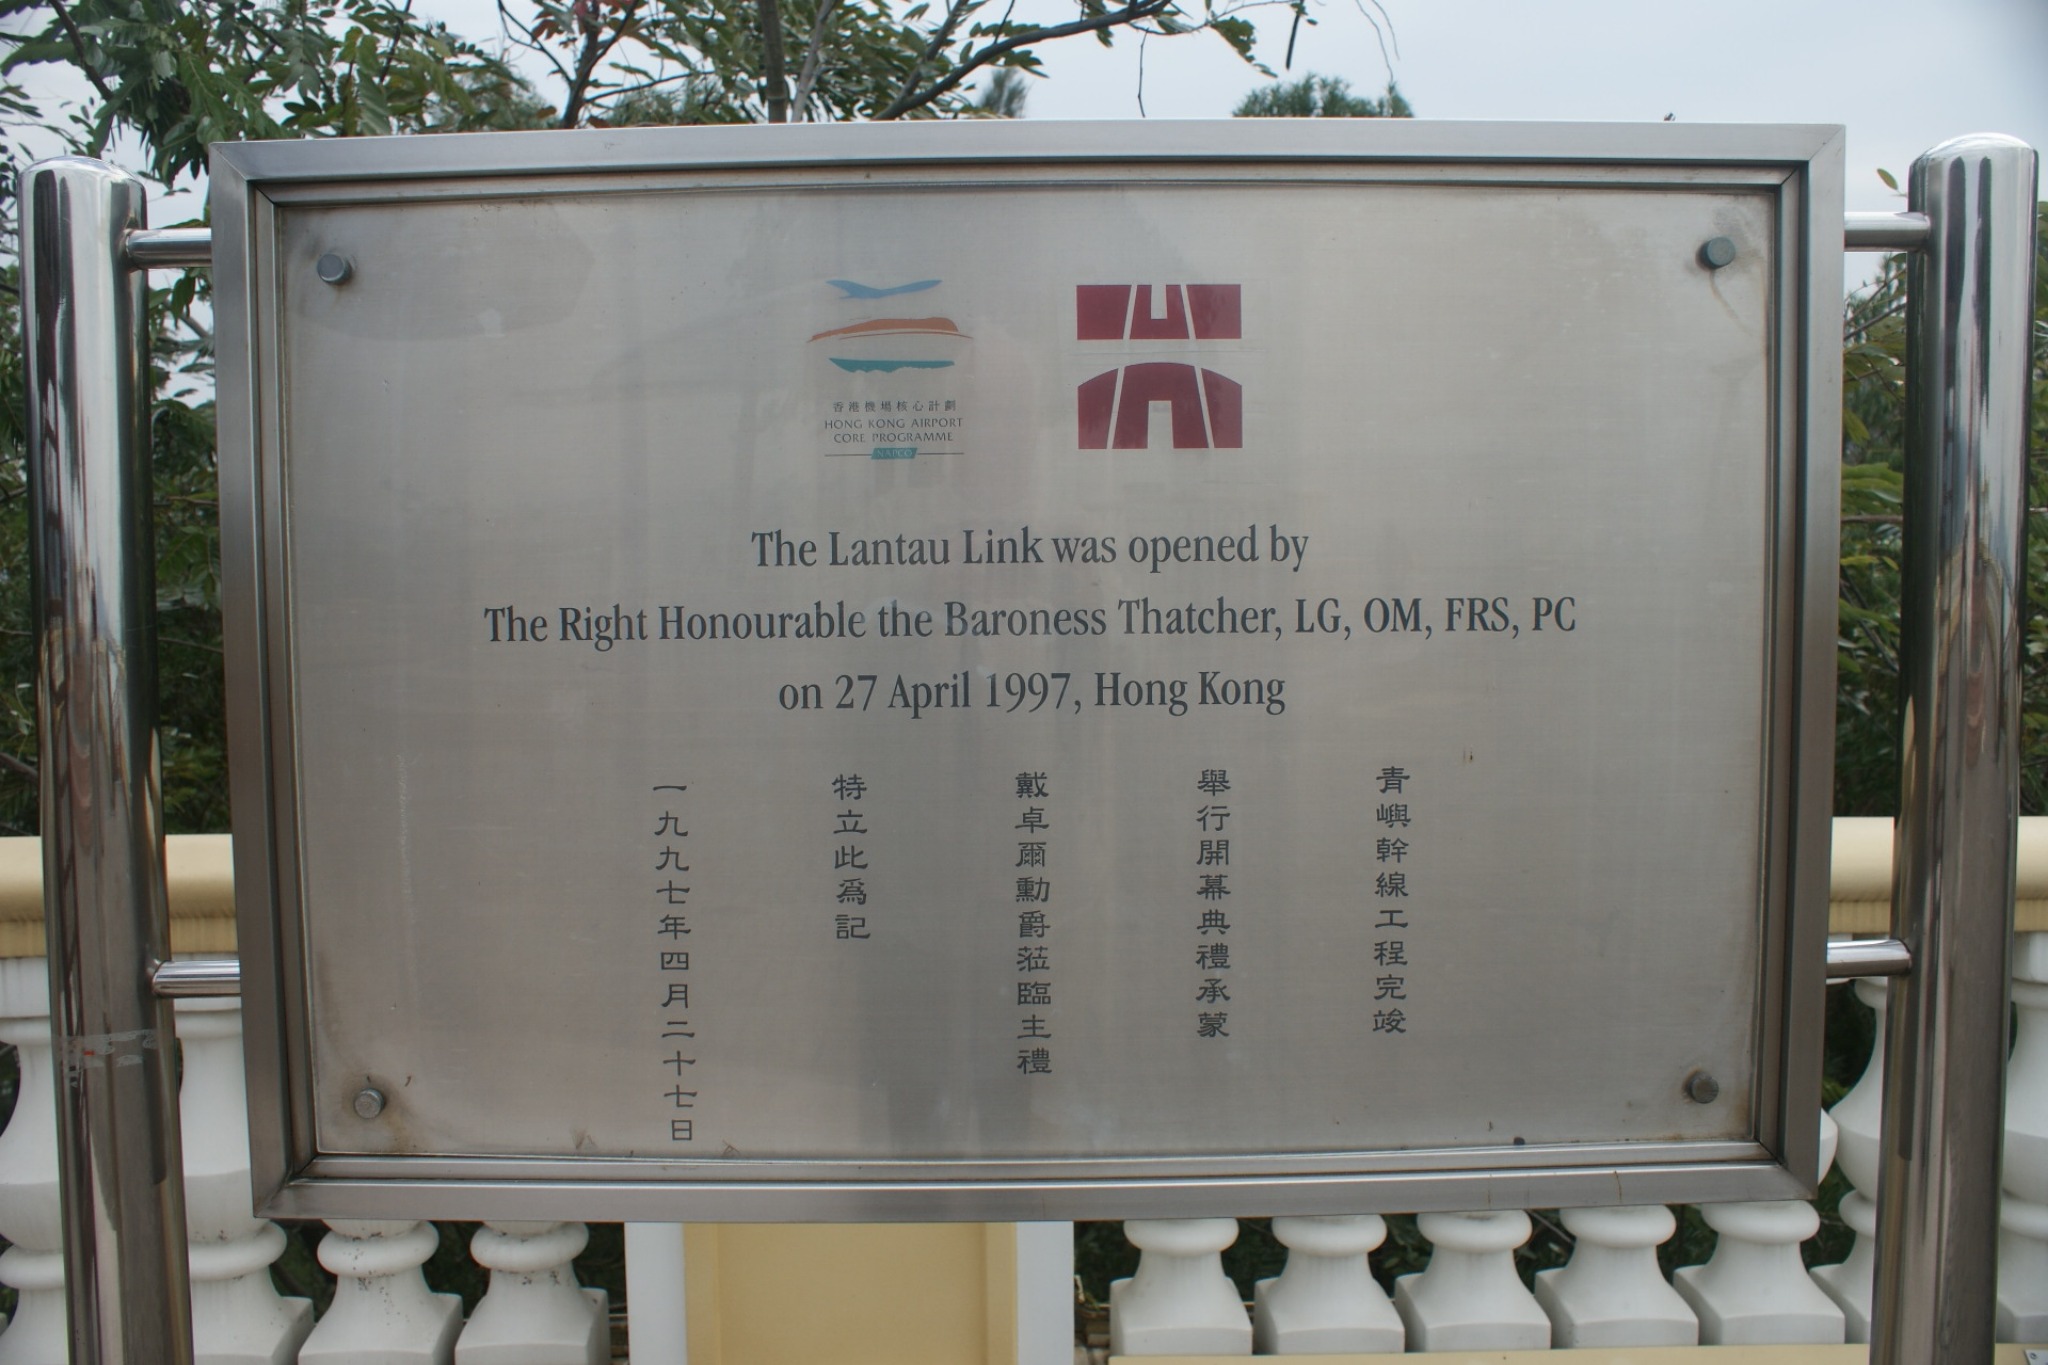 香港機場核心計劃
HONG KONG AIRPORT
CORE PROGRAMME
NAPCO
The Lantau Link was opened by
The Right Honourable the Baroness Thatcher, LG, OM, FRS, PC
on 27 April 1997, Hong Kong
青嶼幹線工程完竣
舉行開幕典禮承蒙
戴卓爾勳爵蒞臨主禮
特立此為記
一九九七年四月二十七日